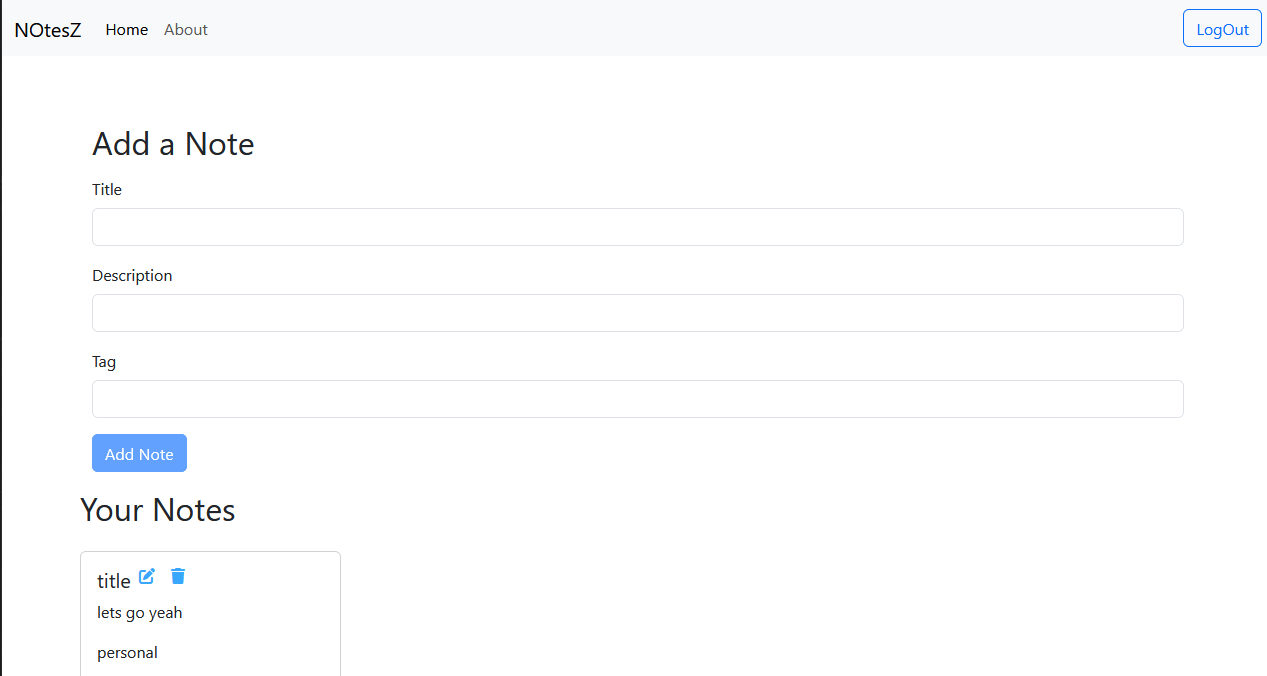 NOtesZ Home About LogOut
Add a Note
Title
Description
Tag
Add Note
Your Notes
title
lets go yeah
personal